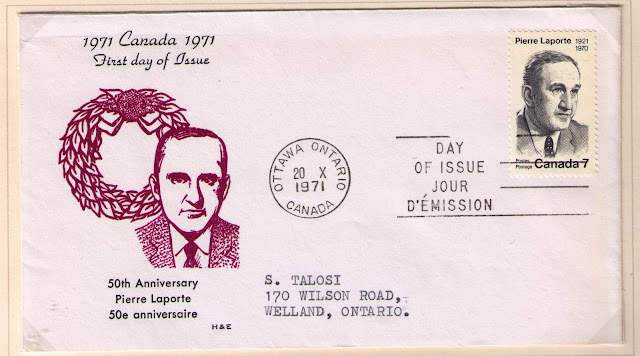 1971 Canada 1971
First day of Issue
Pierre Laporte 1921
1970
Postes
Postage Canada 7
OTTAWA ONTARIO
20 X
1971
CANADA
DAY
OF ISSUE
JOUR
D'ÉMISSION
50th Anniversary
Pierre Laporte
50e anniversaire
H&E
S. TALOSI
170 WILSON ROAD,
WELLAND, ONTARIO.